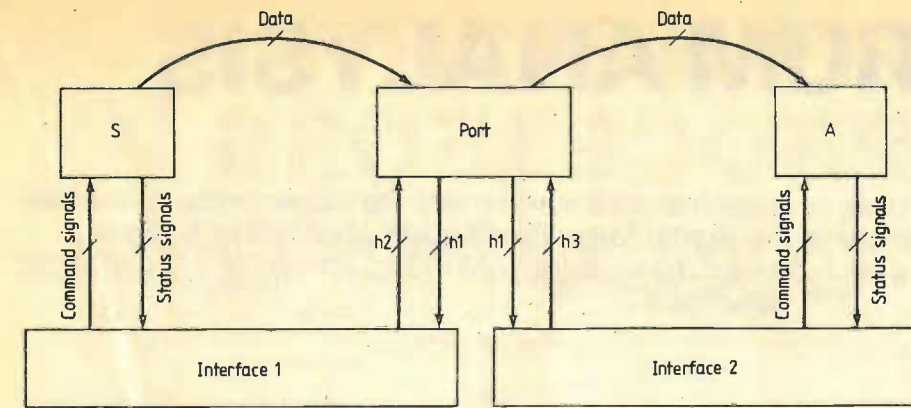 Data
Data
S
Port
A
Command signals
Status signals
h2
h1
h1
h3
Command signals
Status signals
Interface 1
Interface 2